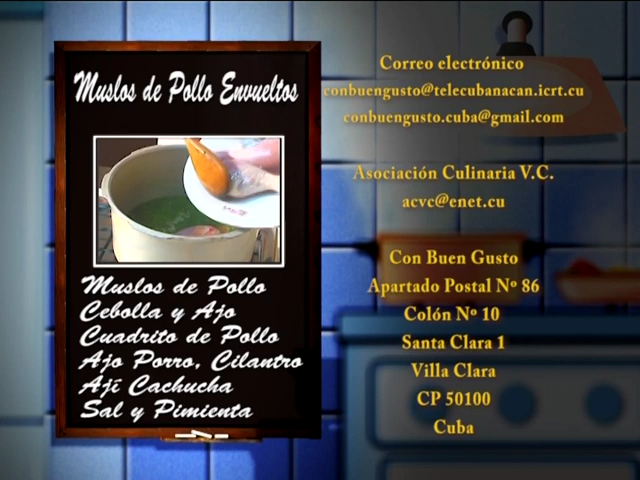 Muslos de Pollo Envueltos
Muslos de Pollo
Cebolla y Ajo
Cuadrito de Pollo
Ajo Porro, Cilantro
Ají Cachucha
Sal y Pimienta
Correo electrónico
conbuengusto@telecubanacan.icrt.cu
conbuengusto.cuba@gmail.com
Asociación Culinaria V.C.
acvc@enet.cu
Con Buen Gusto
Apartado Postal Nº 86
Colón Nº 10
Santa Clara 1
Villa Clara
CP 50100
Cuba